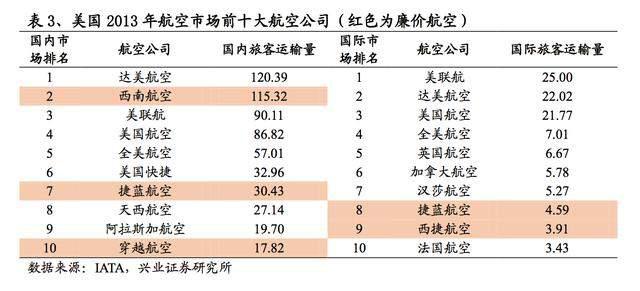 表 3、美国 2013 年航空市场前十大航空公司（红色为廉价航空）
国内市场排名 航空公司 国内旅客运输量 国际市场排名 航空公司 国际旅客运输量
1 达美航空 120.39 1 美联航 25.00
2 西南航空 115.32 2 达美航空 22.02
3 美联航 90.11 3 美国航空 21.77
4 美国航空 86.82 4 全美航空 7.01
5 全美航空 57.01 5 英国航空 6.67
6 美国快捷 32.96 6 加拿大航空 5.78
7 捷蓝航空 30.43 7 汉莎航空 5.27
8 天西航空 27.14 8 捷蓝航空 4.59
9 阿拉斯加航空 19.70 9 西捷航空 3.91
10 穿越航空 17.82 10 法国航空 3.43
数据来源：IATA，兴业证券研究所